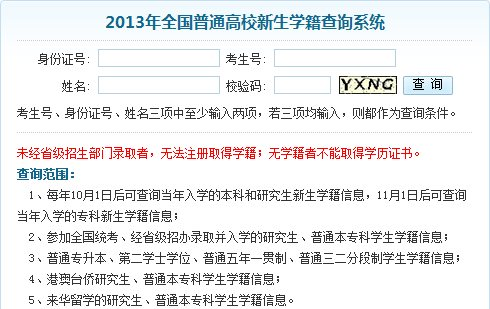 2013年全国普通高校新生学籍查询系统
身份证号: 考生号:
姓名: 校验码: YXNG 查 询
考生号、身份证号、姓名三项中至少输入两项，若三项均输入，则都作为查询条件。
未经省级招生部门录取者，无法注册取得学籍；无学籍者不能取得学历证书。
查询范围：
1、每年10月1日后可查询当年入学的本科和研究生新生学籍信息，11月1日后可查询
当年入学的专科新生学籍信息；
2、参加全国统考、经省级招办录取并入学的研究生、普通本专科学生学籍信息；
3、普通专升本、第二学士学位、普通五年一贯制、普通三二分段制学生学籍信息；
4、港澳台侨研究生、普通本专科学生学籍信息；
5、来华留学的研究生、普通本专科学生学籍信息。